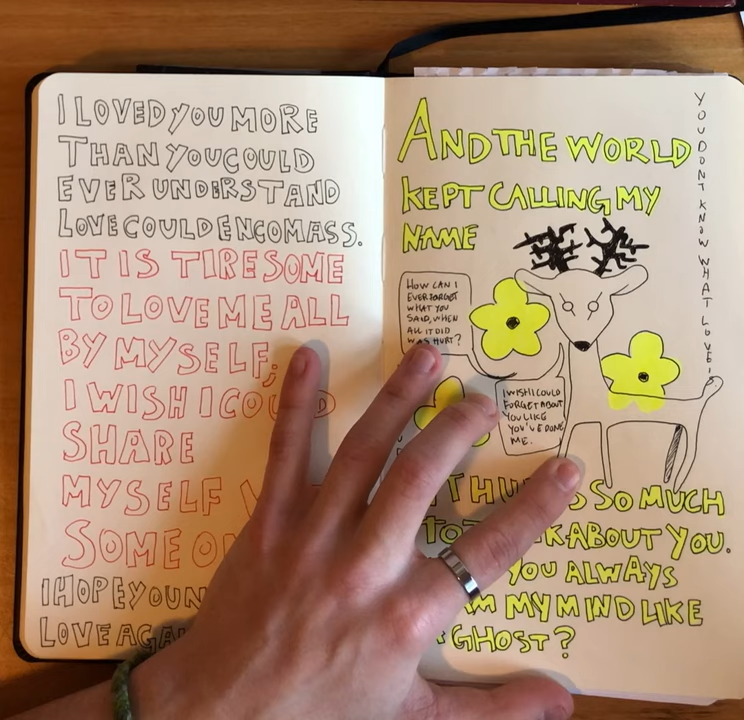 I LOVED YOU MORE
THAN YOU COULD
EVER UNDERSTAND
LOVE COULD ENCOMASS.
IT IS TIRESOME
TO LOVE ME ALL
BY MYSELF;
I WISH I COULD
SHARE
MYSELF
SOME
I HOPE YOU
LOVE
AND THE WORLD
KEPT CALLING MY
NAME
HOW CAN I
EVER FORGET
WHAT YOU
SAID, WHEN
ALL IT DID
WAS HURT?
I WISH I COULD
FORGET ABOUT
YOU LIKE
YOU'VE DONE
ME.
YOU DONT KNOW WHAT LOVE
SO MUCH
ABOUT YOU.
YOU ALWAYS
MY MIND LIKE
GHOST?